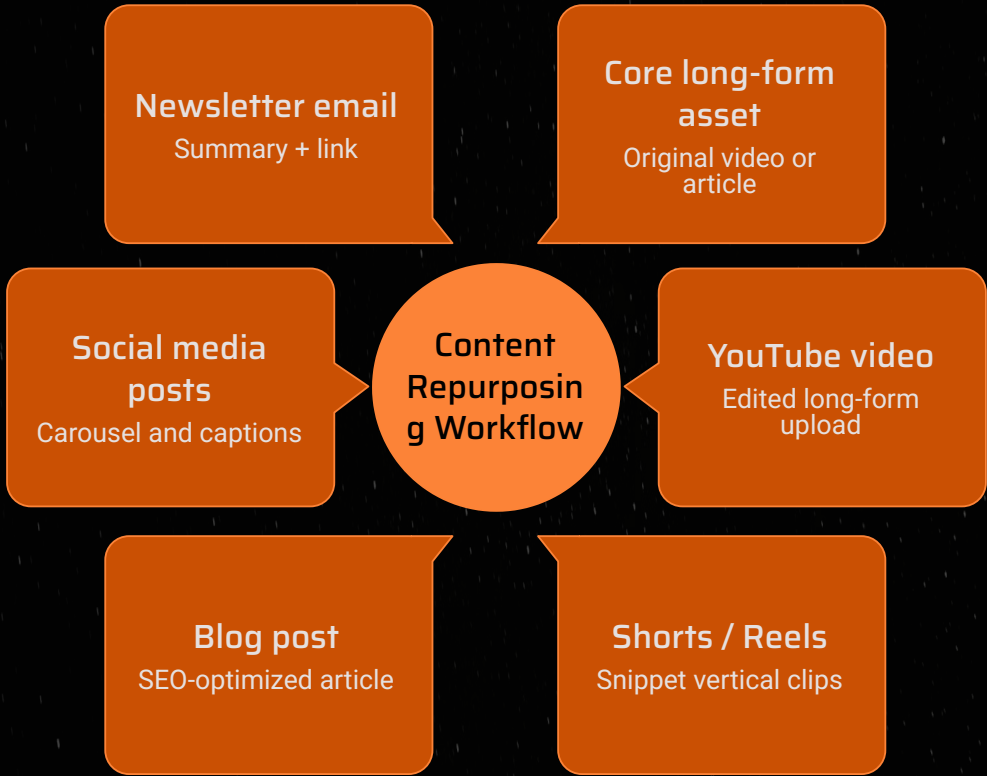 Newsletter email
Summary + link
Core long-form
asset
Original video or
article
Social media
posts
Carousel and captions
Content
Repurposin
g Workflow
YouTube video
Edited long-form
upload
Blog post
SEO-optimized article
Shorts / Reels
Snippet vertical clips